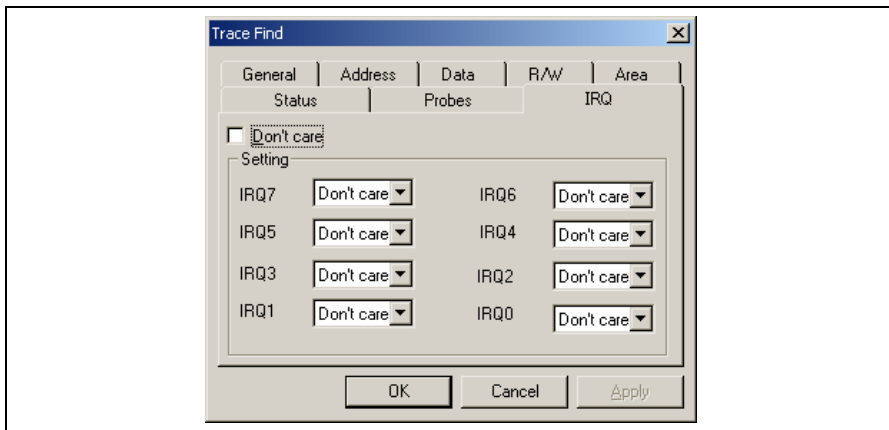 Trace Find
General Address Data R/W Area
Status Probes IRQ
Don't care
Setting
IRQ7 Don't care IRQ6 Don't care
IRQ5 Don't care IRQ4 Don't care
IRQ3 Don't care IRQ2 Don't care
IRQ1 Don't care IRQ0 Don't care
OK Cancel Apply